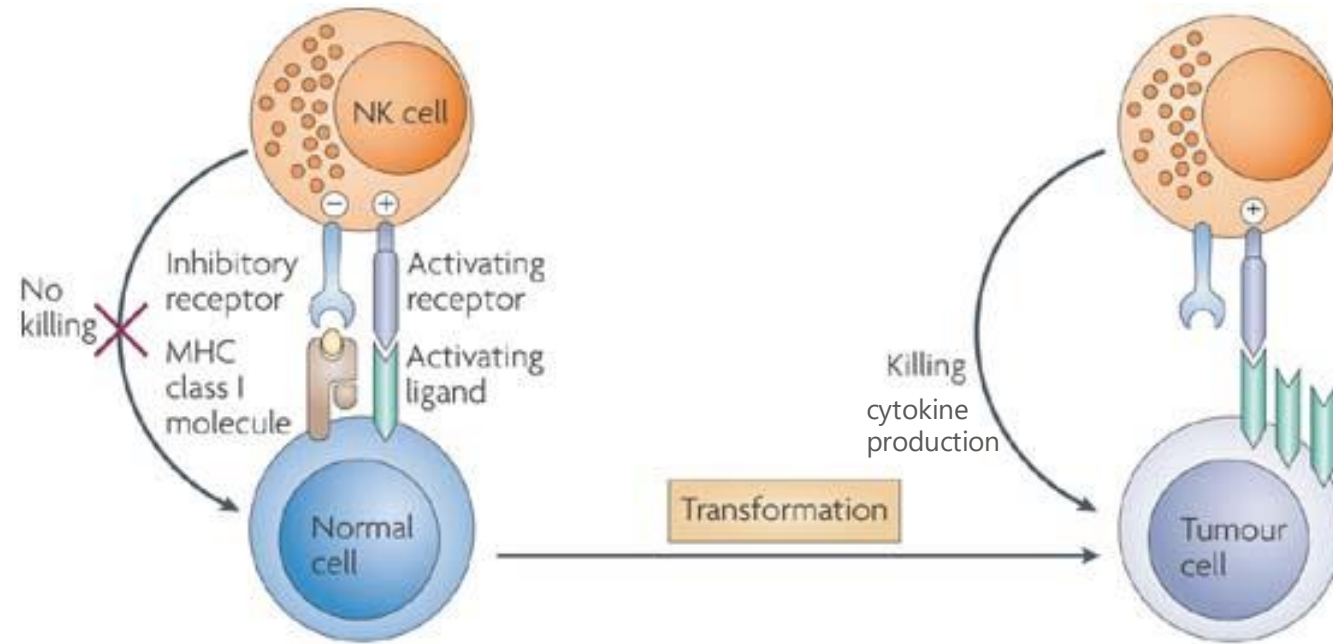 NK cell
−
+
Inhibitory
receptor
Activating
receptor
No
killing
MHC
class I
molecule
Activating
ligand
Normal
cell
Transformation
+
Killing
cytokine
production
Tumour
cell